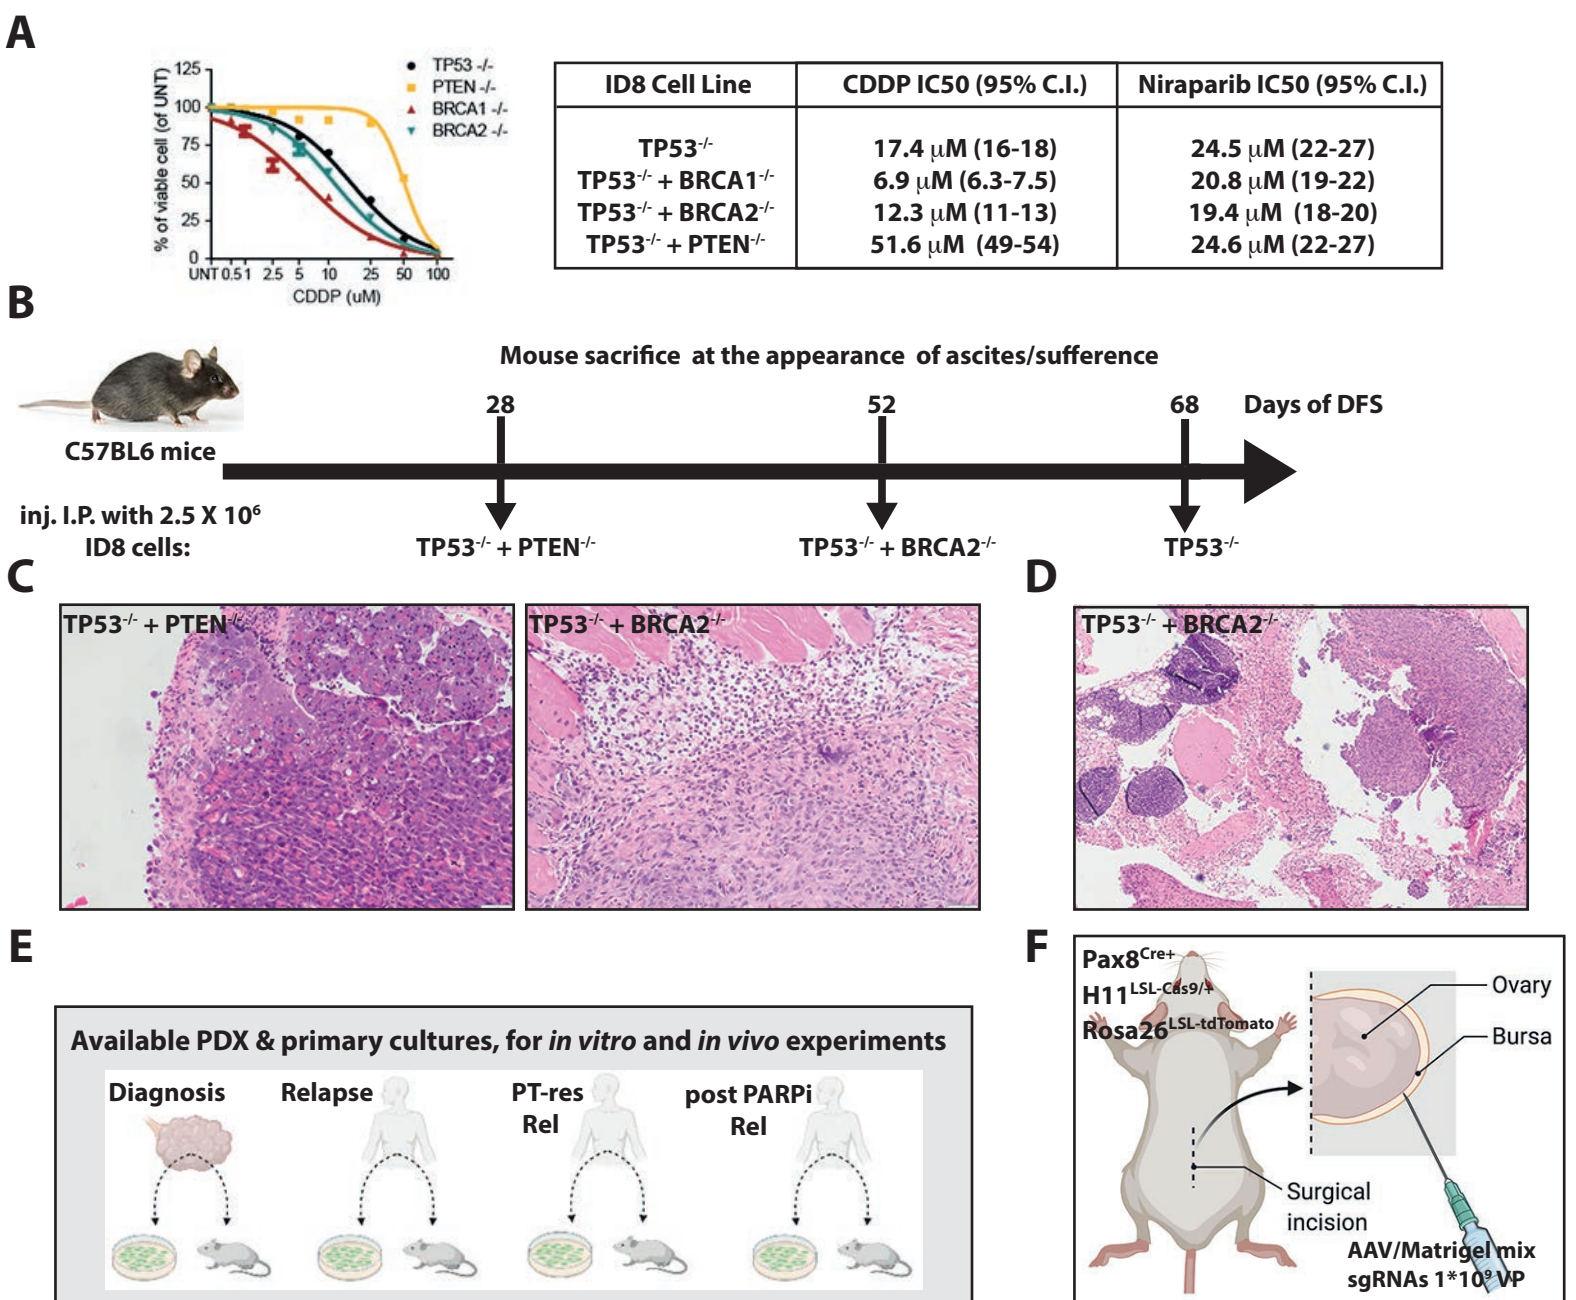 A
% of viable cell (of UNT)
125
100
75
50
25
0
UNT 0.5 1 2.5 5 10 25 50 100
CDDP (uM)
TP53 -/-
PTEN -/-
BRCA1 -/-
BRCA2 -/-
ID8 Cell Line CDDP IC50 (95% C.I.) Niraparib IC50 (95% C.I.)
TP53-/- 17.4 µM (16-18) 24.5 µM (22-27)
TP53-/- + BRCA1-/- 6.9 µM (6.3-7.5) 20.8 µM (19-22)
TP53-/- + BRCA2-/- 12.3 µM (11-13) 19.4 µM (18-20)
TP53-/- + PTEN-/- 51.6 µM (49-54) 24.6 µM (22-27)
B
Mouse sacrifice at the appearance of ascites/sufference
28 52 68 Days of DFS
C57BL6 mice
inj. I.P. with 2.5 X 10⁶
ID8 cells:
TP53-/- + PTEN-/- TP53-/- + BRCA2-/- TP53-/-
C
TP53-/- + PTEN-/-
TP53-/- + BRCA2-/-
D
TP53-/- + BRCA2-/-
E
Available PDX & primary cultures, for in vitro and in vivo experiments
Diagnosis
Relapse
PT-res
Rel
post PARPi
Rel
F
Pax8Cre+
H11LSL-Cas9/+
Rosa26LSL-tdTomato
Ovary
Bursa
Surgical
incision
AAV/Matrigel mix
sgRNAs 1*10⁹ VP